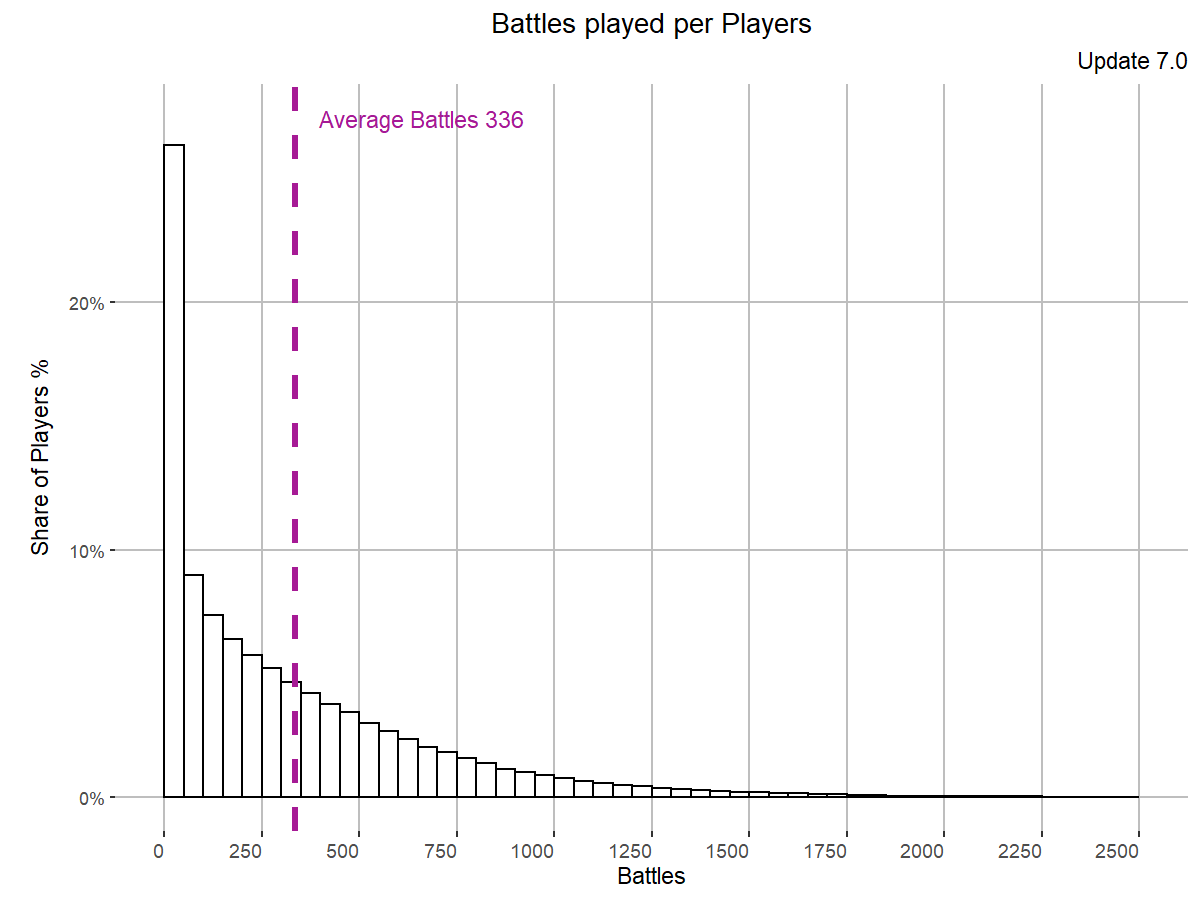 Battles played per Players
Update 7.0
Average Battles 336
Share of Players %
20%
10%
0%
0 250 500 750 1000 1250 1500 1750 2000 2250 2500
Battles